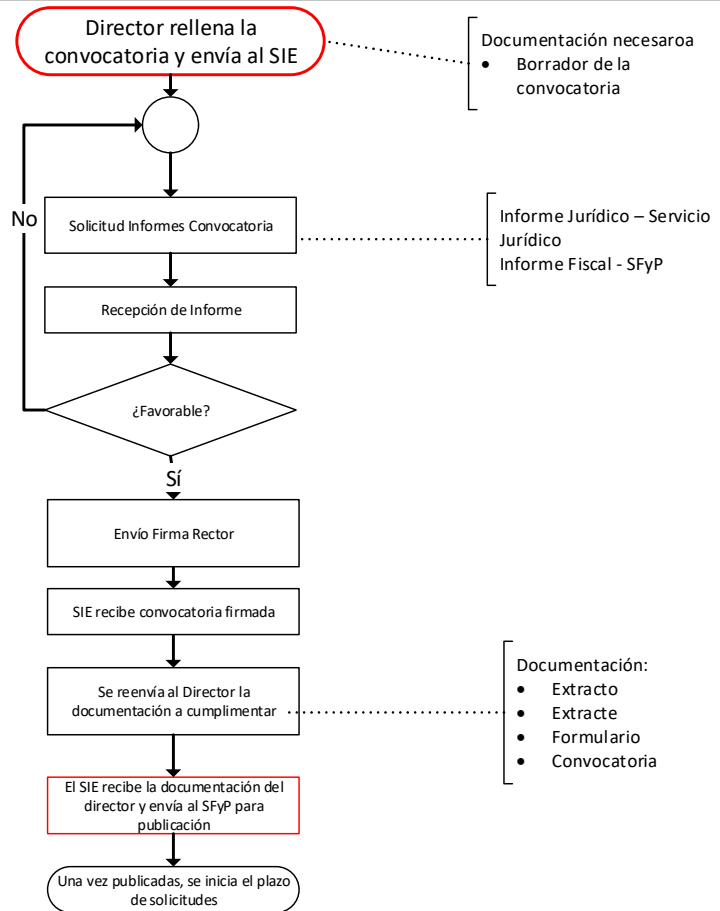 Director rellena la
convocatoria y envía al SIE
Documentación necesaroa
• Borrador de la
convocatoria
No
Solicitud Informes Convocatoria
Informe Jurídico – Servicio
Jurídico
Informe Fiscal - SFyP
Recepción de Informe
¿Favorable?
Sí
Envío Firma Rector
SIE recibe convocatoria firmada
Se reenvía al Director la
documentación a cumplimentar
Documentación:
• Extracto
• Extracte
• Formulario
• Convocatoria
El SIE recibe la documentación del
director y envía al SFyP para
publicación
Una vez publicadas, se inicia el plazo
de solicitudes